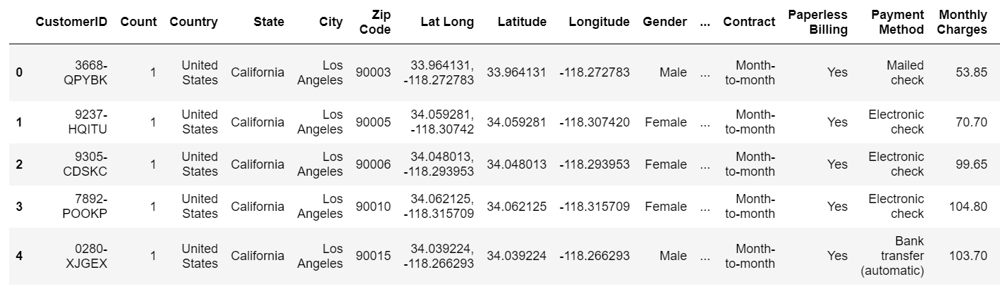 CustomerID Count Country State City Zip Code Lat Long Latitude Longitude Gender ... Contract Paperless Billing Payment Method Monthly Charges
0 3668-QPYBK 1 United States California Los Angeles 90003 33.964131, -118.272783 33.964131 -118.272783 Male ... Month-to-month Yes Mailed check 53.85
1 9237-HQITU 1 United States California Los Angeles 90005 34.059281, -118.30742 34.059281 -118.307420 Female ... Month-to-month Yes Electronic check 70.70
2 9305-CDSKC 1 United States California Los Angeles 90006 34.048013, -118.293953 34.048013 -118.293953 Female ... Month-to-month Yes Electronic check 99.65
3 7892-POOKP 1 United States California Los Angeles 90010 34.062125, -118.315709 34.062125 -118.315709 Female ... Month-to-month Yes Electronic check 104.80
4 0280-XJGEX 1 United States California Los Angeles 90015 34.039224, -118.266293 34.039224 -118.266293 Male ... Month-to-month Yes Bank transfer (automatic) 103.70